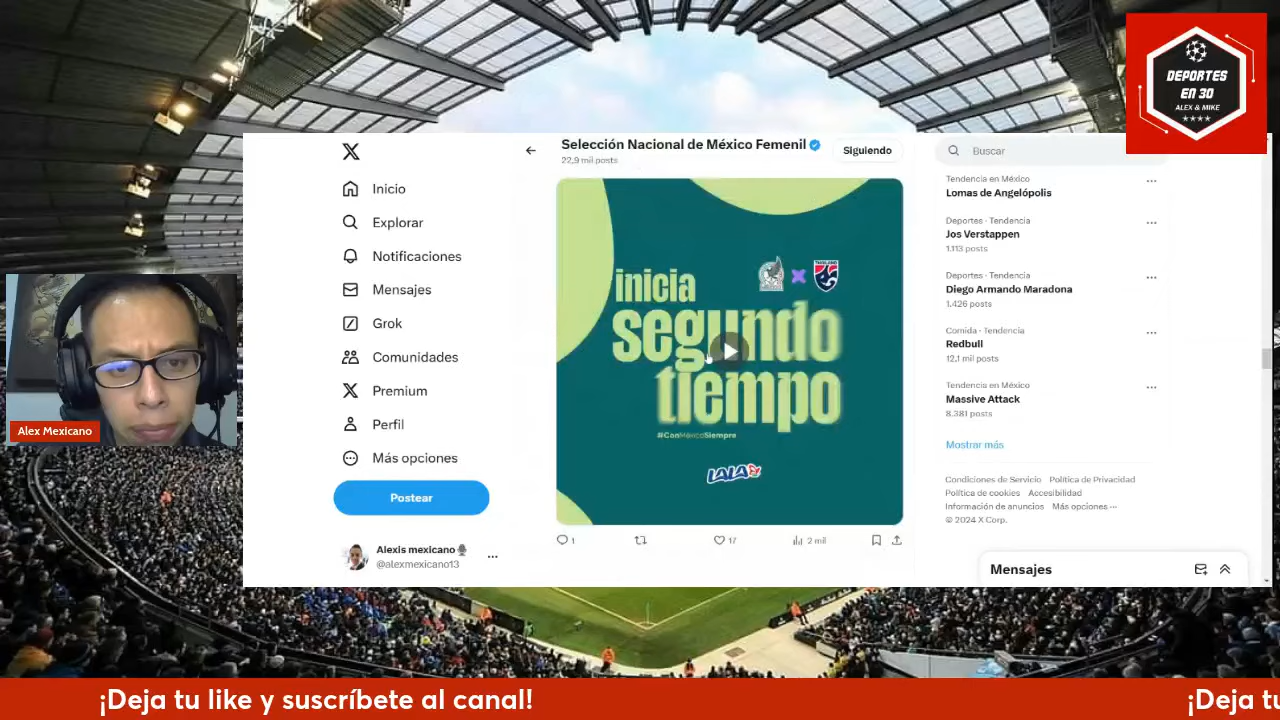 DEPORTES
EN 30
ALEX & MIKE
Selección Nacional de México Femenil
22,9 mil posts
Siguiendo
Buscar
Inicio
Explorar
Notificaciones
Mensajes
Grok
Comunidades
Premium
Perfil
Más opciones
Postear
Alexis mexicano
@alexmexicano13
THAILAND
inicia
segundo
tiempo
#ConMéxicoSiempre
LALA
1
17
2 mil
Tendencia en México
Lomas de Angelópolis
Deportes · Tendencia
Jos Verstappen
1.113 posts
Deportes · Tendencia
Diego Armando Maradona
1.426 posts
Comida · Tendencia
Redbull
12,1 mil posts
Tendencia en México
Massive Attack
8.381 posts
Mostrar más
Condiciones de Servicio Política de Privacidad
Política de cookies Accesibilidad
Información de anuncios Más opciones ···
© 2024 X Corp.
Mensajes
Alex Mexicano
¡Deja tu like y suscríbete al canal!
¡Deja tu